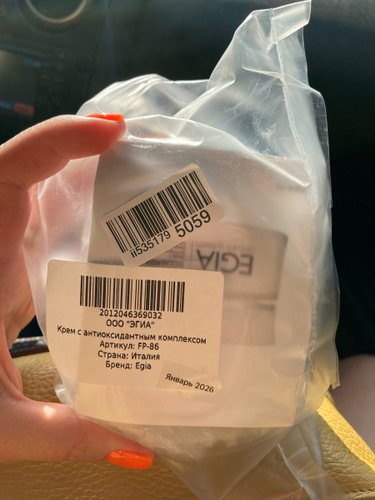 ii535179 5059
EGIA
2012046369032
ООО "ЭГИА"
Крем с антиоксидантным комплексом
Артикул: FP-86
Страна: Италия
Бренд: Egia
Январь 2026